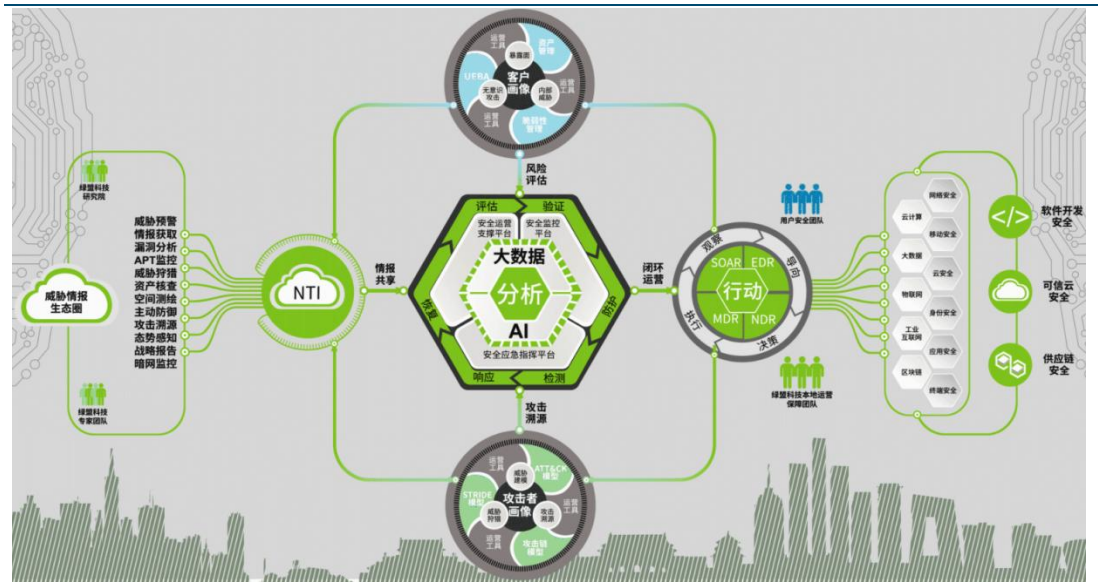 运营
工具
资产
管理
暴露面
UEBA
客户
画像
运营
工具
无意识
攻击
内部
威胁
运营
工具
脆弱性
管理
风险
评估
绿盟科技
研究院
威胁预警
情报获取
漏洞分析
APT监控
威胁狩猎
资产核查
空间测绘
主动防御
攻击溯源
态势感知
战略报告
暗网监控
威胁情报
生态圈
绿盟科技
专家团队
NTI
情报
共享
评估
验证
安全运营
支撑平台
安全监控
平台
大数据
分析
AI
恢复
防护
安全应急指挥平台
响应
检测
闭环
运营
攻击
溯源
用户安全团队
观察
导向
SOAR
EDR
行动
MDR
NDR
执行
决策
绿盟科技本地运营
保障团队
网络安全
云计算
移动安全
大数据
云安全
物联网
身份安全
工业
互联网
应用安全
区块链
终端安全
</>
软件开发
安全
可信云
安全
供应链
安全
运营
工具
威胁
建模
ATT&CK
模型
STRIDE
模型
攻击者
画像
运营
工具
威胁
狩猎
攻击
溯源
运营
工具
攻击链
模型